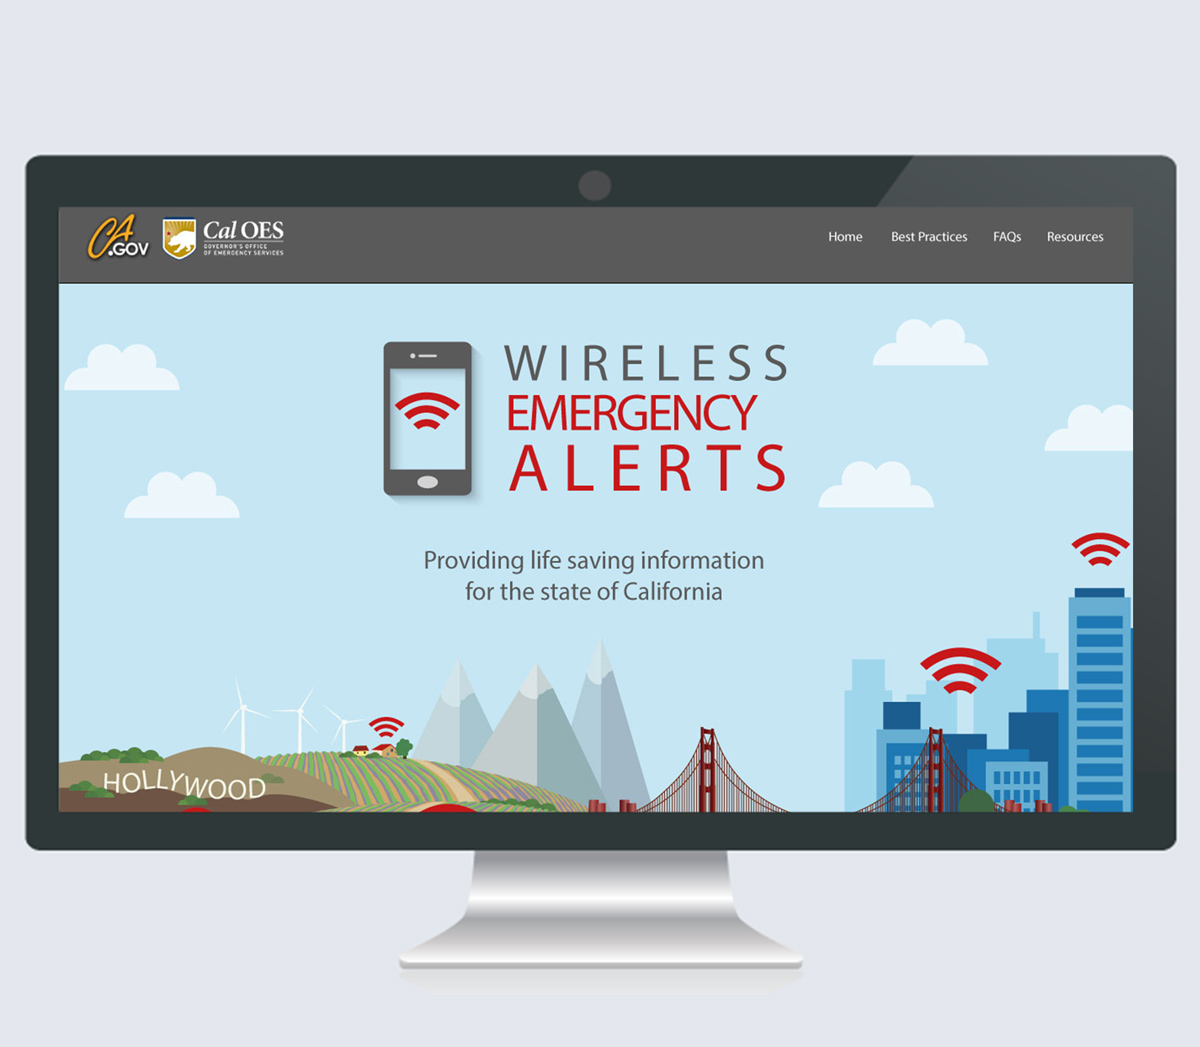 CA
.GOV
Cal OES
GOVERNOR'S OFFICE
OF EMERGENCY SERVICES
Home Best Practices FAQs Resources
WIRELESS
EMERGENCY
ALERTS
Providing life saving information
for the state of California
HOLLYWOOD